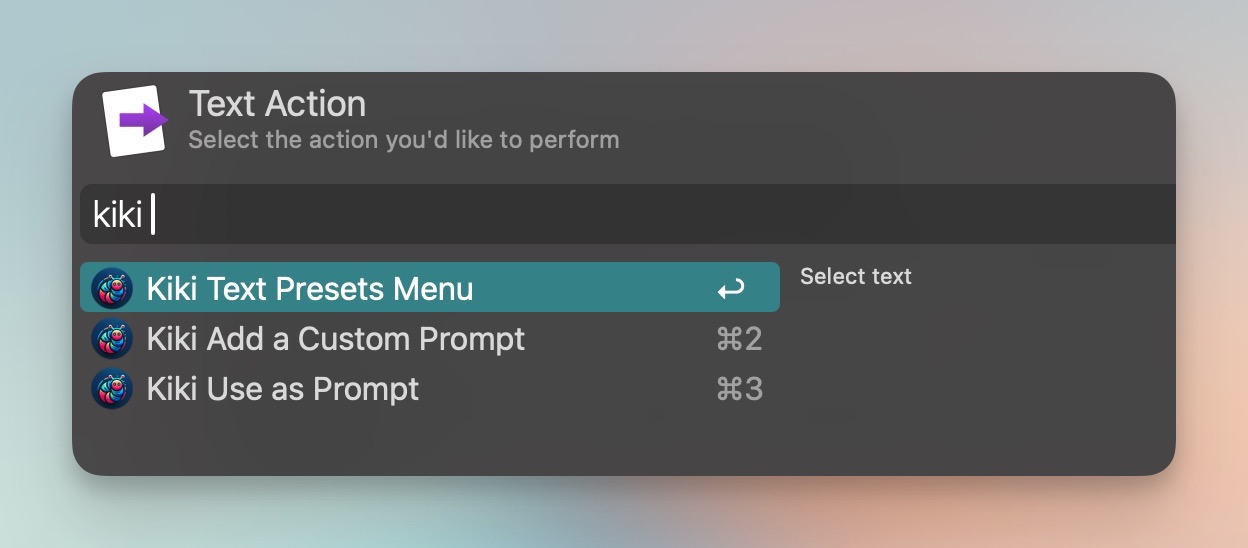 Text Action
Select the action you'd like to perform
kiki
Kiki Text Presets Menu ↩
Select text
Kiki Add a Custom Prompt ⌘2
Kiki Use as Prompt ⌘3